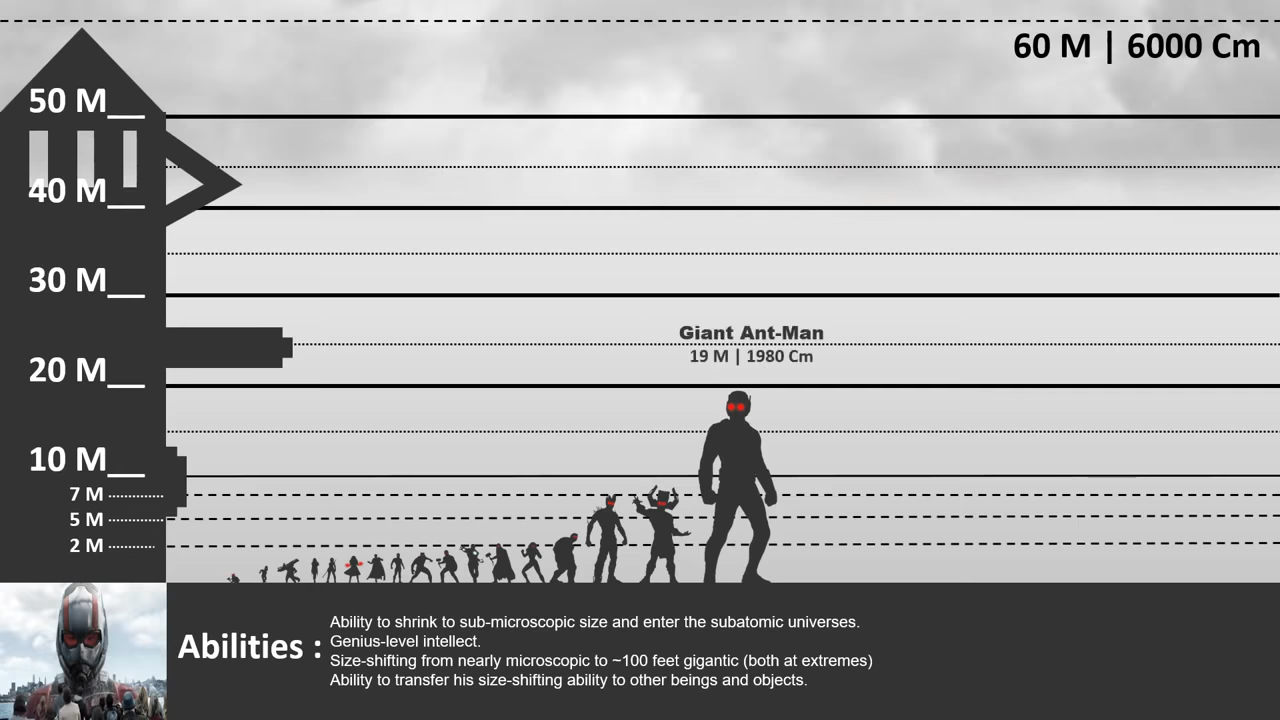 60 M | 6000 Cm
50 M__
40 M__
30 M__
Giant Ant-Man
19 M | 1980 Cm
20 M__
10 M__
7 M
5 M
2 M
Abilities :
Ability to shrink to sub-microscopic size and enter the subatomic universes.
Genius-level intellect.
Size-shifting from nearly microscopic to ~100 feet gigantic (both at extremes)
Ability to transfer his size-shifting ability to other beings and objects.